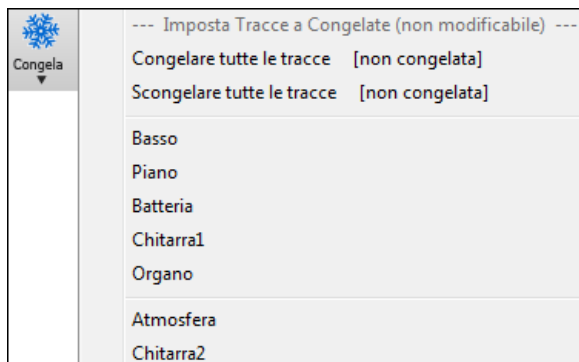 --- Imposta Tracce a Congelate (non modificabile) ---
Congela
Congelare tutte le tracce [non congelata]
Scongelare tutte le tracce [non congelata]
Basso
Piano
Batteria
Chitarra1
Organo
Atmosfera
Chitarra2